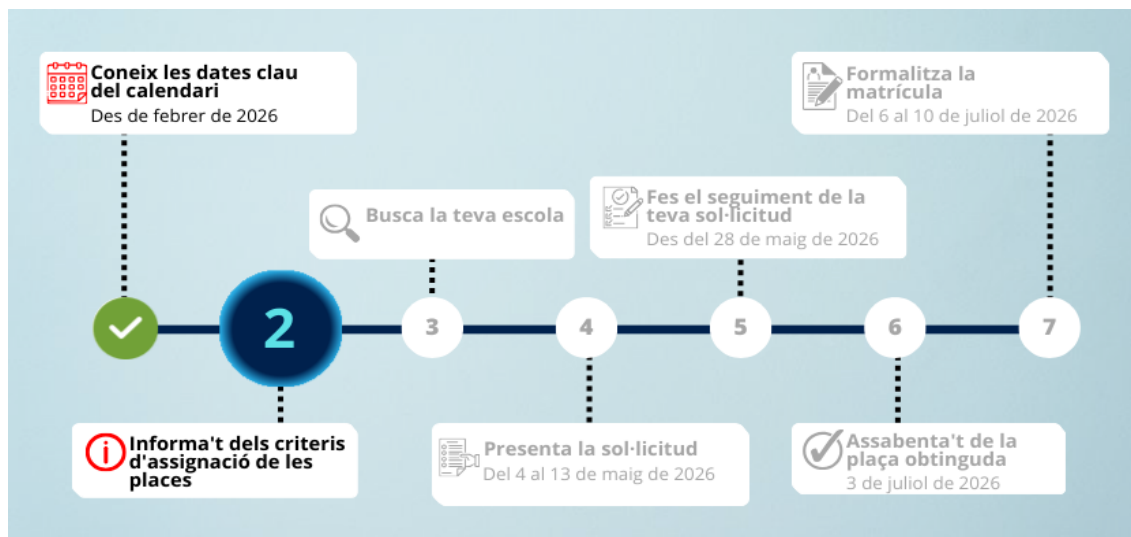 Coneix les dates clau
del calendari
Des de febrer de 2026
Formalitza la
matrícula
Del 6 al 10 de juliol de 2026
Busca la teva escola
Fes el seguiment de la
teva sol·licitud
Des del 28 de maig de 2026
2
3
4
5
6
7
Informa't dels criteris
d'assignació de les
places
Presenta la sol·licitud
Del 4 al 13 de maig de 2026
Assabenta't de la
plaça obtinguda
3 de juliol de 2026